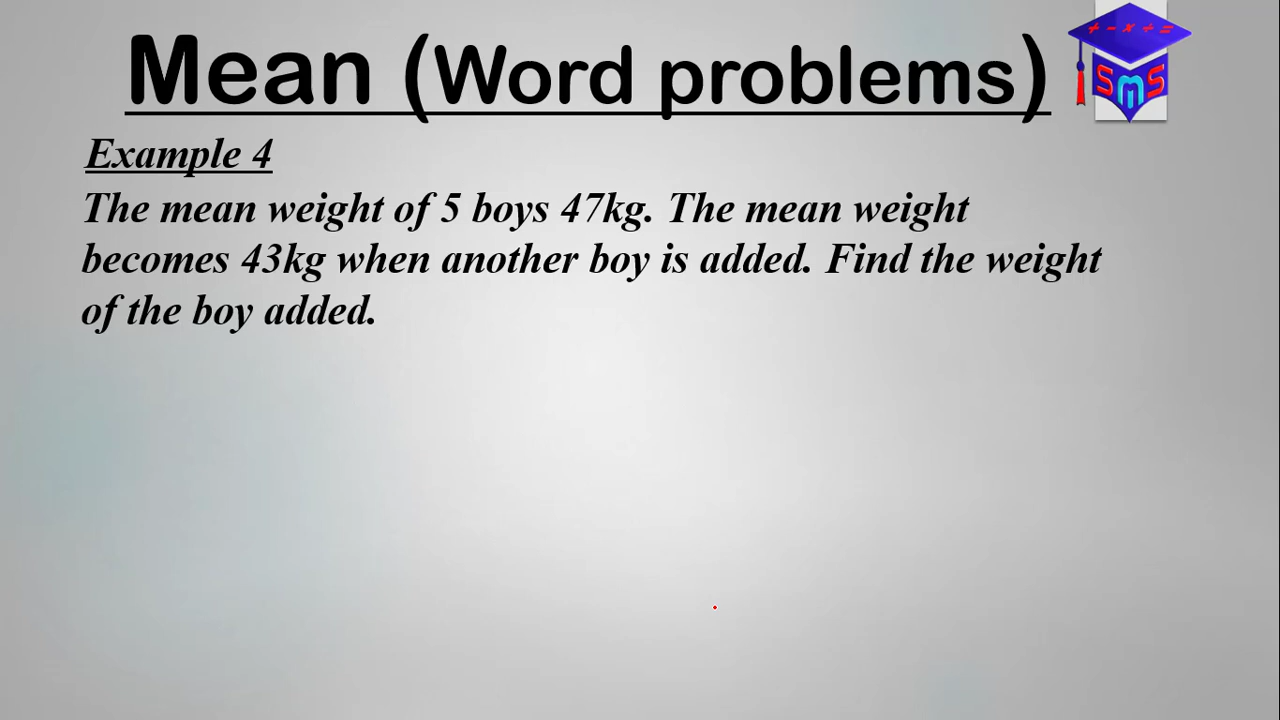 Mean (Word problems)
+ - × ÷ =
SMS
Example 4
The mean weight of 5 boys 47kg. The mean weight
becomes 43kg when another boy is added. Find the weight
of the boy added.